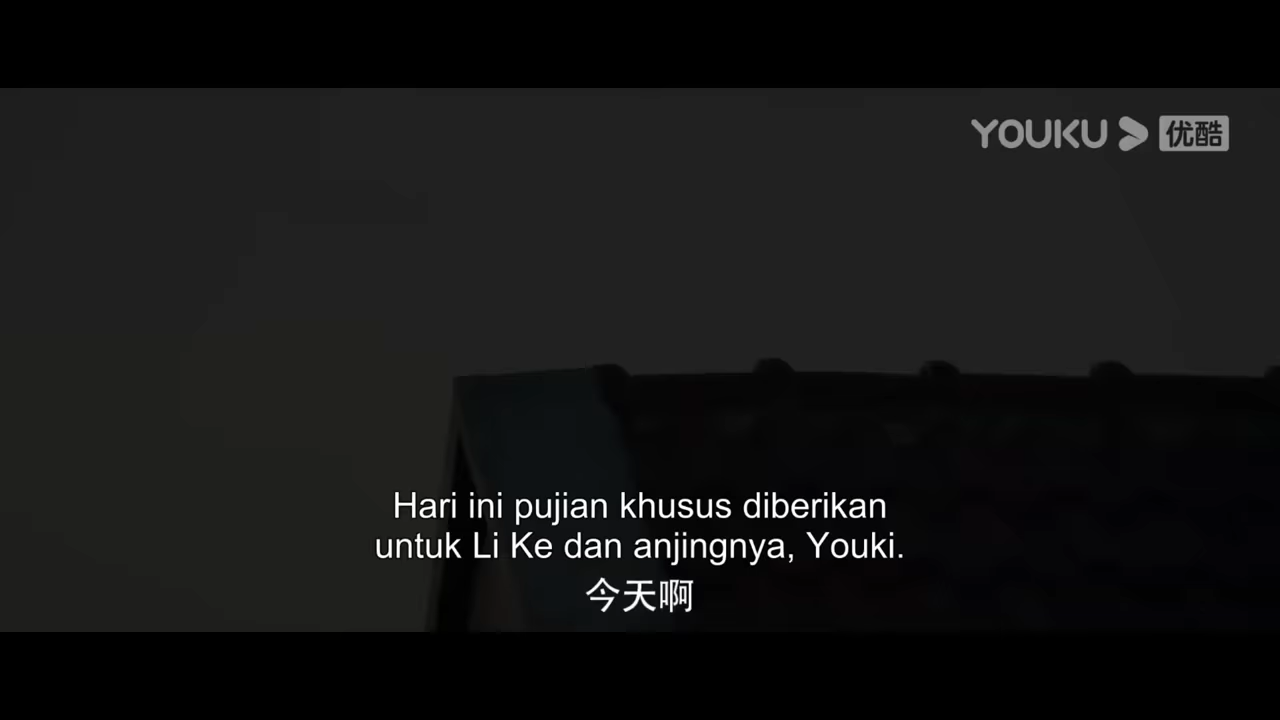 YOUKU 优酷
Hari ini pujian khusus diberikan
untuk Li Ke dan anjingnya, Youki.
今天啊